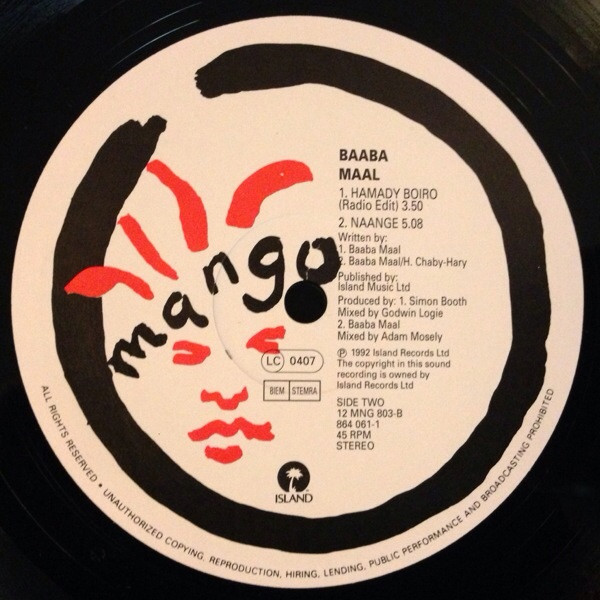 BAABA
MAAL
1. HAMADY BOIRO
(Radio Edit) 3.50
2. NAANGE 5.08
Written by:
1. Baaba Maal
2. Baaba Maal/H. Chaby-Hary
Published by:
Island Music Ltd
Produced by: 1. Simon Booth
Mixed by Godwin Logie
2. Baaba Maal
Mixed by Adam Mosely
℗ 1992 Island Records Ltd
The copyright in this sound
recording is owned by
Island Records Ltd
SIDE TWO
12 MNG 803-B
864 061-1
45 RPM
STEREO
mango
LC 0407
BIEM STEMRA
ISLAND
ALL RIGHTS RESERVED • UNAUTHORIZED COPYING, REPRODUCTION, HIRING, LENDING, PUBLIC PERFORMANCE AND BROADCASTING PROHIBITED